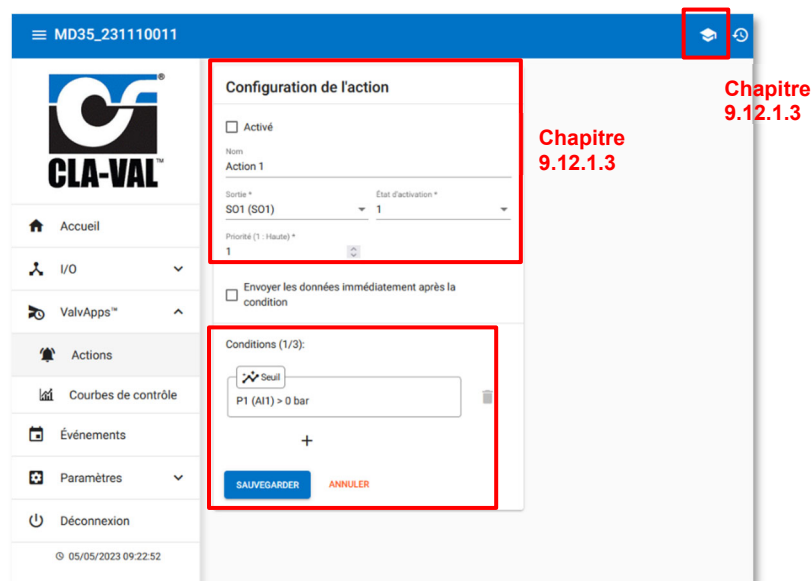 MD35_231110011
Chapitre
9.12.1.3
CLA-VAL™
®
Accueil
I/O
ValvApps™
Actions
Courbes de contrôle
Événements
Paramètres
Déconnexion
05/05/2023 09:22:52
Configuration de l'action
Activé
Nom
Action 1
Sortie *
SO1 (SO1)
État d'activation *
1
Priorité (1 : Haute) *
1
Chapitre
9.12.1.3
Envoyer les données immédiatement après la
condition
Conditions (1/3):
Seuil
P1 (AI1) > 0 bar
+
SAUVEGARDER
ANNULER